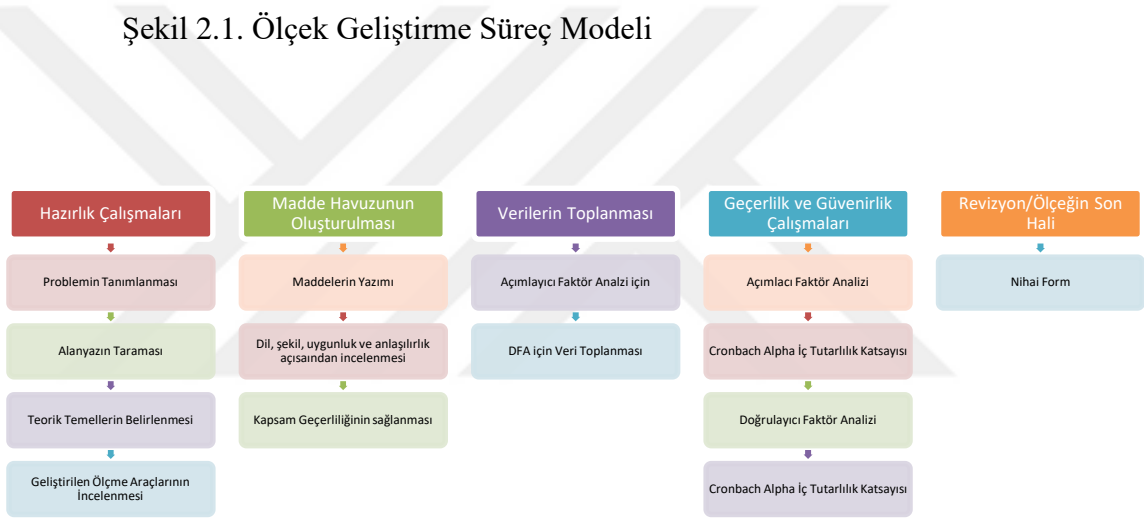 Şekil 2.1. Ölçek Geliştirme Süreç Modeli
Hazırlık Çalışmaları
Problemin Tanımlanması
Alanyazın Taraması
Teorik Temellerin Belirlenmesi
Geliştirilen Ölçme Araçlarının
İncelenmesi
Madde Havuzunun
Oluşturulması
Maddelerin Yazımı
Dil, şekil, uygunluk ve anlaşılırlık
açısaından incelenmesi
Kapsam Geçerliliğinin sağlanması
Verilerin Toplanması
Açımlayıcı Faktör Analzi için
DFA için Veri Toplanması
Geçerlilk ve Güvenirlik
Çalışmaları
Açımlacı Faktör Analizi
Cronbach Alpha İç Tutarlılık Katsayısı
Doğrulayıcı Faktör Analizi
Cronbach Alpha İç Tutarlılık Katsayısı
Revizyon/Ölçeğin Son
Hali
Nihai Form